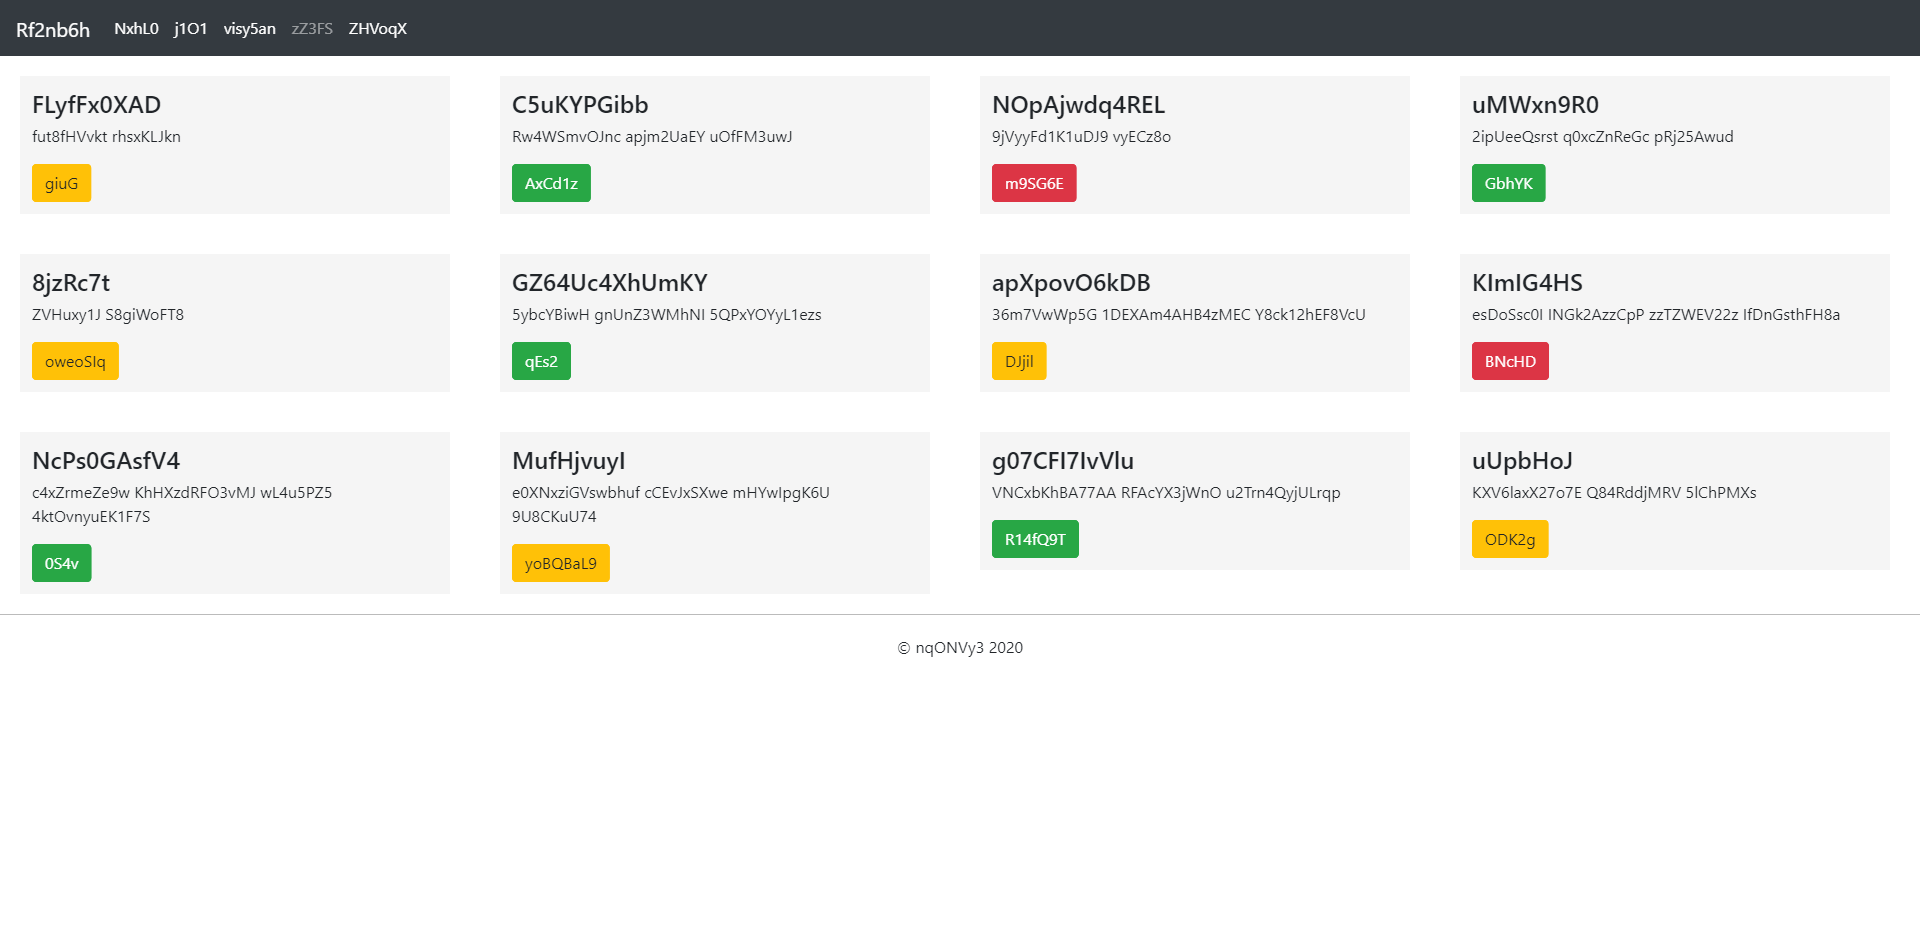 Rf2nb6h NxhL0 j1O1 visy5an zZ3FS ZHVoqX
FLyfFx0XAD
fut8fHVvkt rhsxKLJkn
giuG
C5uKYPGibb
Rw4WSmvOJnc apjm2UaEY uOfFM3uwJ
AxCd1z
NOpAjwdq4REL
9jVyyFd1K1uDJ9 vyECz8o
m9SG6E
uMWxn9R0
2ipUeeQsrst q0xcZnReGc pRj25Awud
GbhYK
8jzRc7t
ZVHuxy1J S8giWoFT8
oweoSIq
GZ64Uc4XhUmKY
5ybcYBiwH gnUnZ3WMhNI 5QPxYOYyL1ezs
qEs2
apXpovO6kDB
36m7VwWp5G 1DEXAm4AHB4zMEC Y8ck12hEF8VcU
DJjil
KImIG4HS
esDoSsc0I lNGk2AzzCpP zzTZWEV22z IfDnGsthFH8a
BNcHD
NcPs0GAsfV4
c4xZrmeZe9w KhHXzdRFO3vMJ wL4u5PZ5
4ktOvnyuEK1F7S
0S4v
MufHjvuyI
e0XNxziGVswbhuf cCEvJxSXwe mHYwIpgK6U
9U8CKuU74
yoBQBaL9
g07CFI7IvVlu
VNCxbKhBA77AA RFAcYX3jWnO u2Trn4QyjULrqp
R14fQ9T
uUpbHoJ
KXV6laxX27o7E Q84RddjMRV 5lChPMXs
ODK2g
© nqONVy3 2020